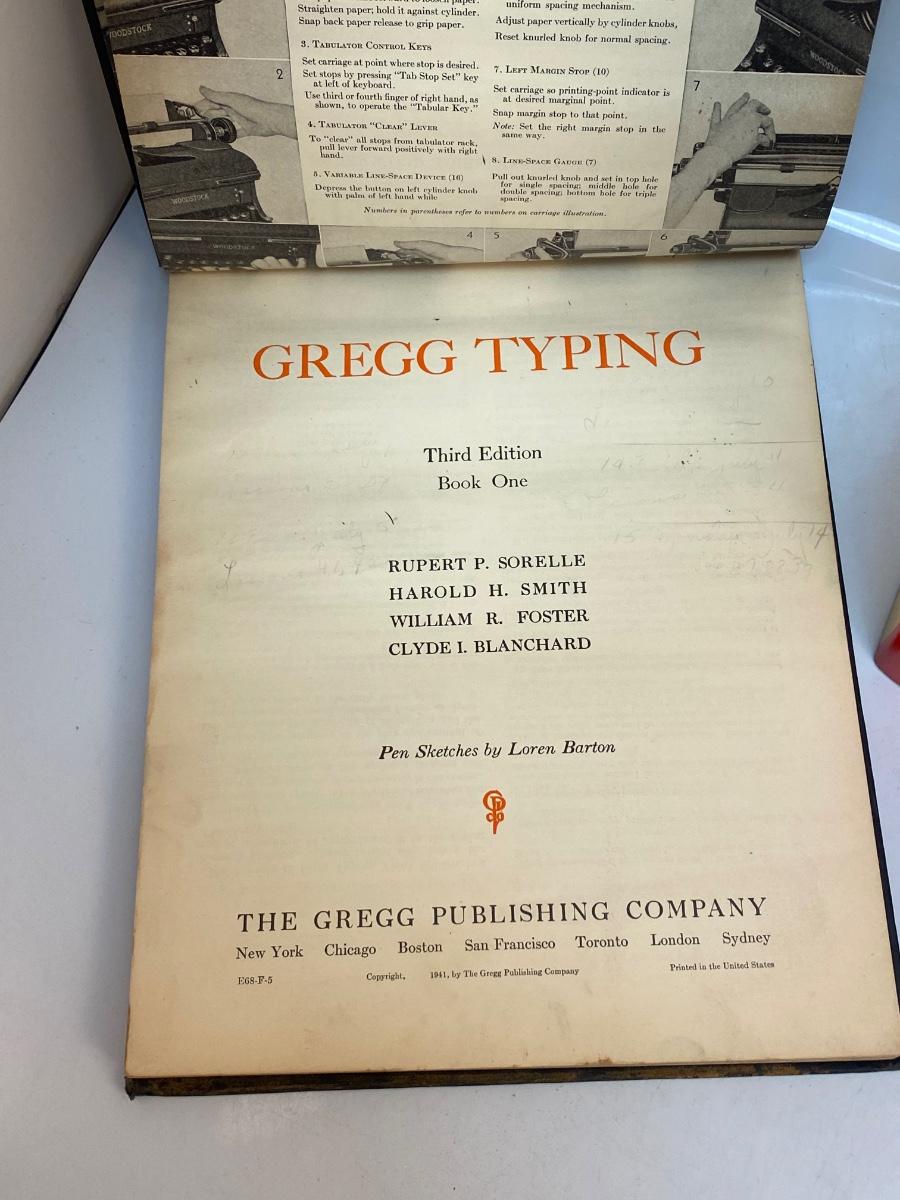 Straighten paper; hold it against cylinder.
Snap back paper release to grip paper.
3. Tabulator Control Keys
Set carriage at point where stop is desired.
Set stops by pressing "Tab Stop Set" key
at left of keyboard.
Use third or fourth finger of right hand, as
shown, to operate the "Tabular Key."
4. Tabulator "Clear" Lever
To "clear" all stops from tabulator rack,
pull lever forward positively with right
hand.
5. Variable Line-Space Device (16)
Depress the button on left cylinder knob
with palm of left hand while
uniform spacing mechanism.
Adjust paper vertically by cylinder knobs,
Reset knurled knob for normal spacing.
7. Left Margin Stop (10)
Set carriage so printing-point indicator is
at desired marginal point.
Snap margin stop to that point.
Note: Set the right margin stop in the
same way.
8. Line-Space Gauge (7)
Pull out knurled knob and set in top hole
for single spacing; middle hole for
double spacing; bottom hole for triple
spacing.
Numbers in parentheses refer to numbers on carriage illustration.
WOODSTOCK
2
WOODSTOCK
WOODSTOCK
4
5
6
7
WOODSTOCK
GREGG TYPING
Third Edition
Book One
RUPERT P. SORELLE
HAROLD H. SMITH
WILLIAM R. FOSTER
CLYDE I. BLANCHARD
Pen Sketches by Loren Barton
THE GREGG PUBLISHING COMPANY
New York Chicago Boston San Francisco Toronto London Sydney
E68-F-5 Copyright, 1941, by The Gregg Publishing Company Printed in the United States